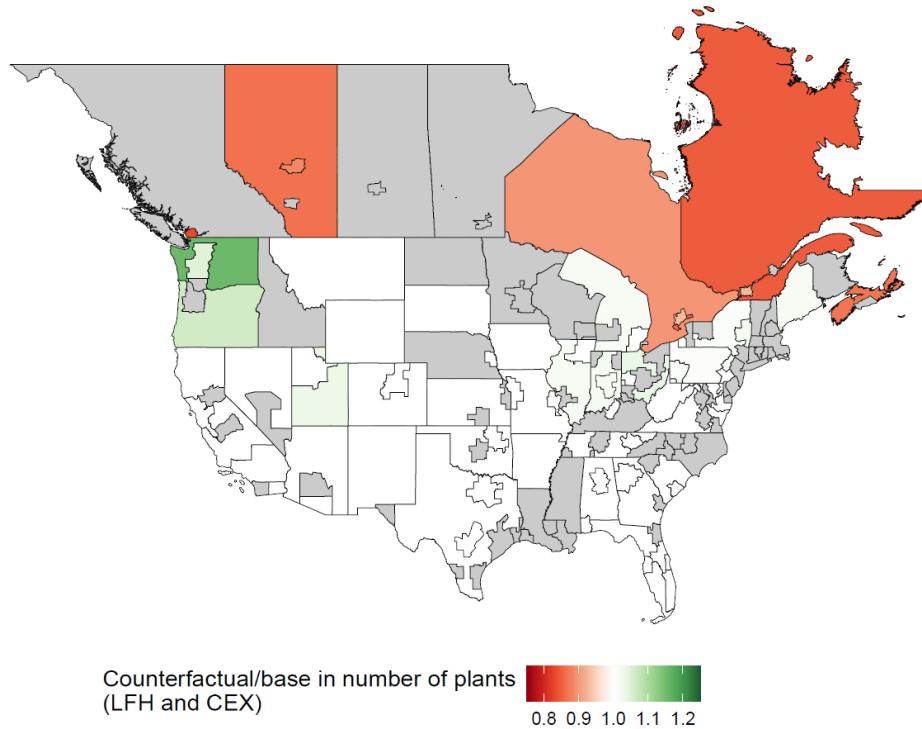 Counterfactual/base in number of plants
(LFH and CEX)
0.8 0.9 1.0 1.1 1.2